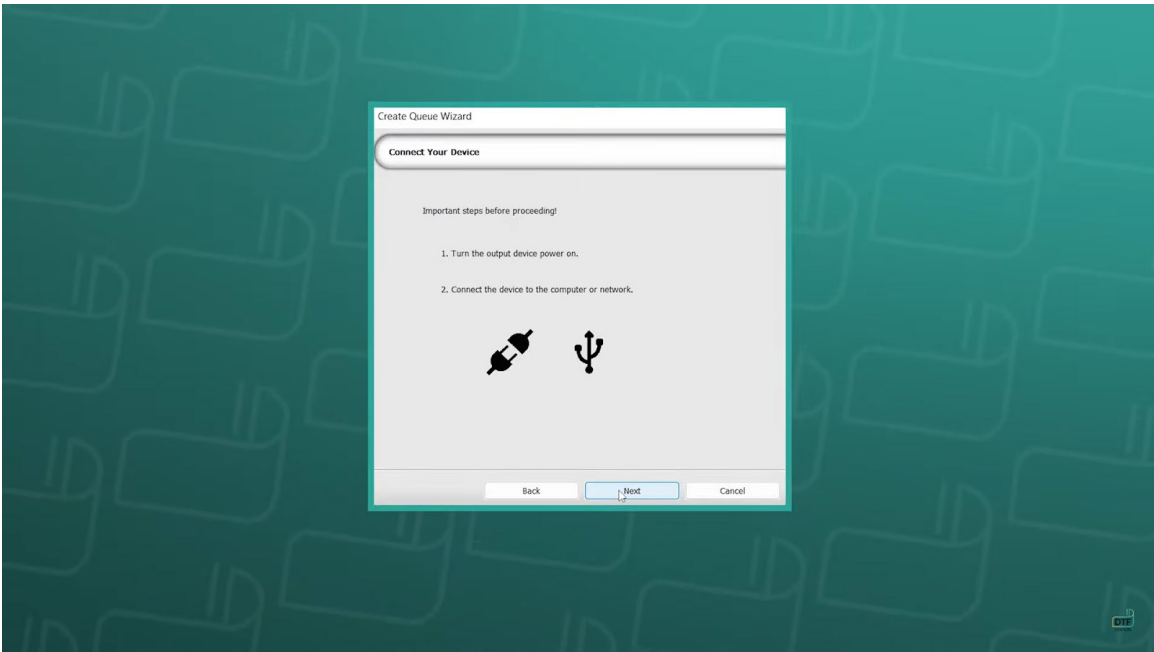 Create Queue Wizard
Connect Your Device
Important steps before proceeding!
1. Turn the output device power on.
2. Connect the device to the computer or network.
Back
Next
Cancel
DTF